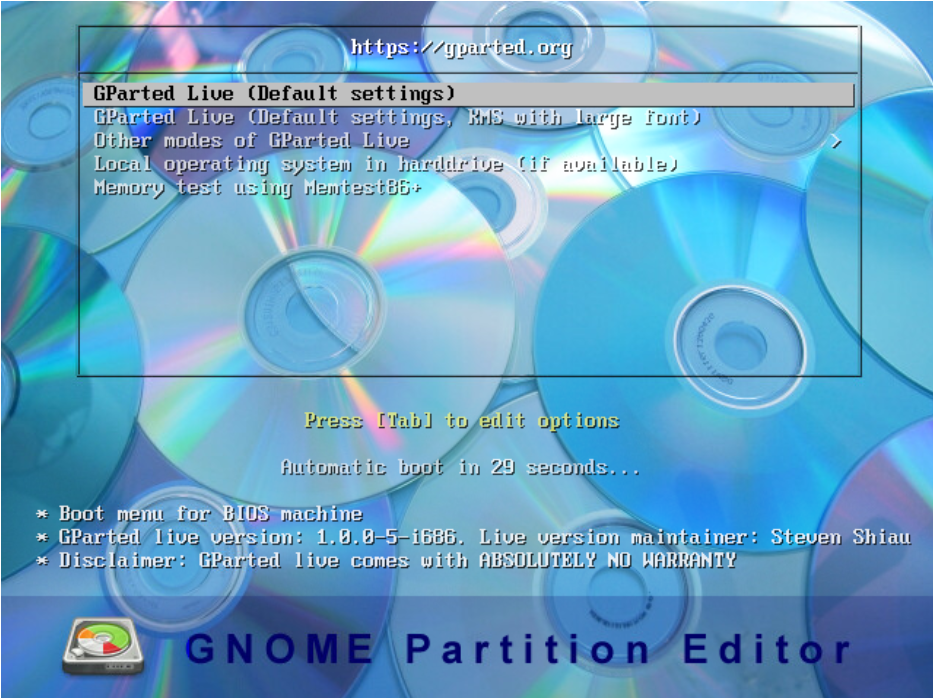 https://gparted.org
GParted Live (Default settings)
GParted Live (Default settings, KMS with large font)
Other modes of GParted Live >
Local operating system in harddrive (if available)
Memory test using Memtest86+
Press [Tab] to edit options
Automatic boot in 29 seconds...
* Boot menu for BIOS machine
* GParted live version: 1.0.0-5-i686. Live version maintainer: Steven Shiau
* Disclaimer: GParted live comes with ABSOLUTELY NO WARRANTY
GNOME Partition Editor